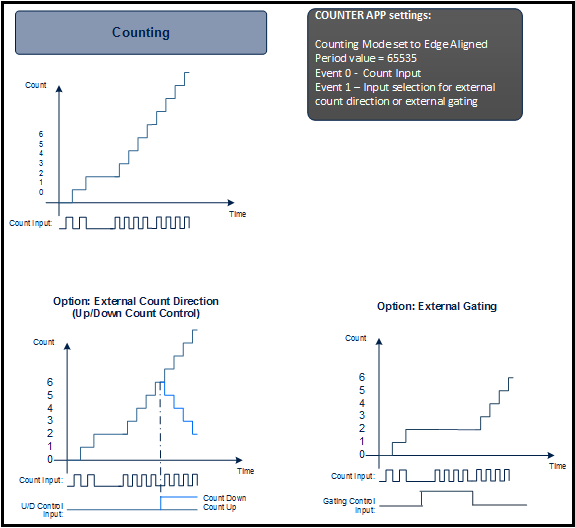 Counting
COUNTER APP settings:
Counting Mode set to Edge Aligned
Period value = 65535
Event 0 - Count Input
Event 1 – Input selection for external
count direction or external gating
Count
6
5
4
3
2
1
0
Time
Count Input:
Option: External Count Direction
(Up/Down Count Control)
Count
6
5
4
3
2
1
0
Time
Count Input:
Count Down
U/D Control
Input:
Count Up
Option: External Gating
Count
6
5
4
3
2
1
0
Time
Count Input:
Gating Control
Input: